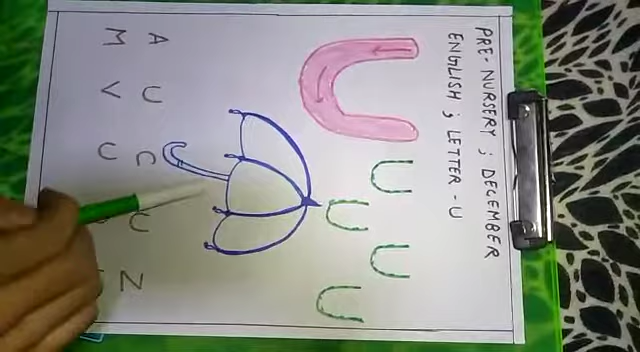 PRE-NURSERY ; DECEMBER
ENGLISH ; LETTER - U
U U U
U U
A U C U N
M V U